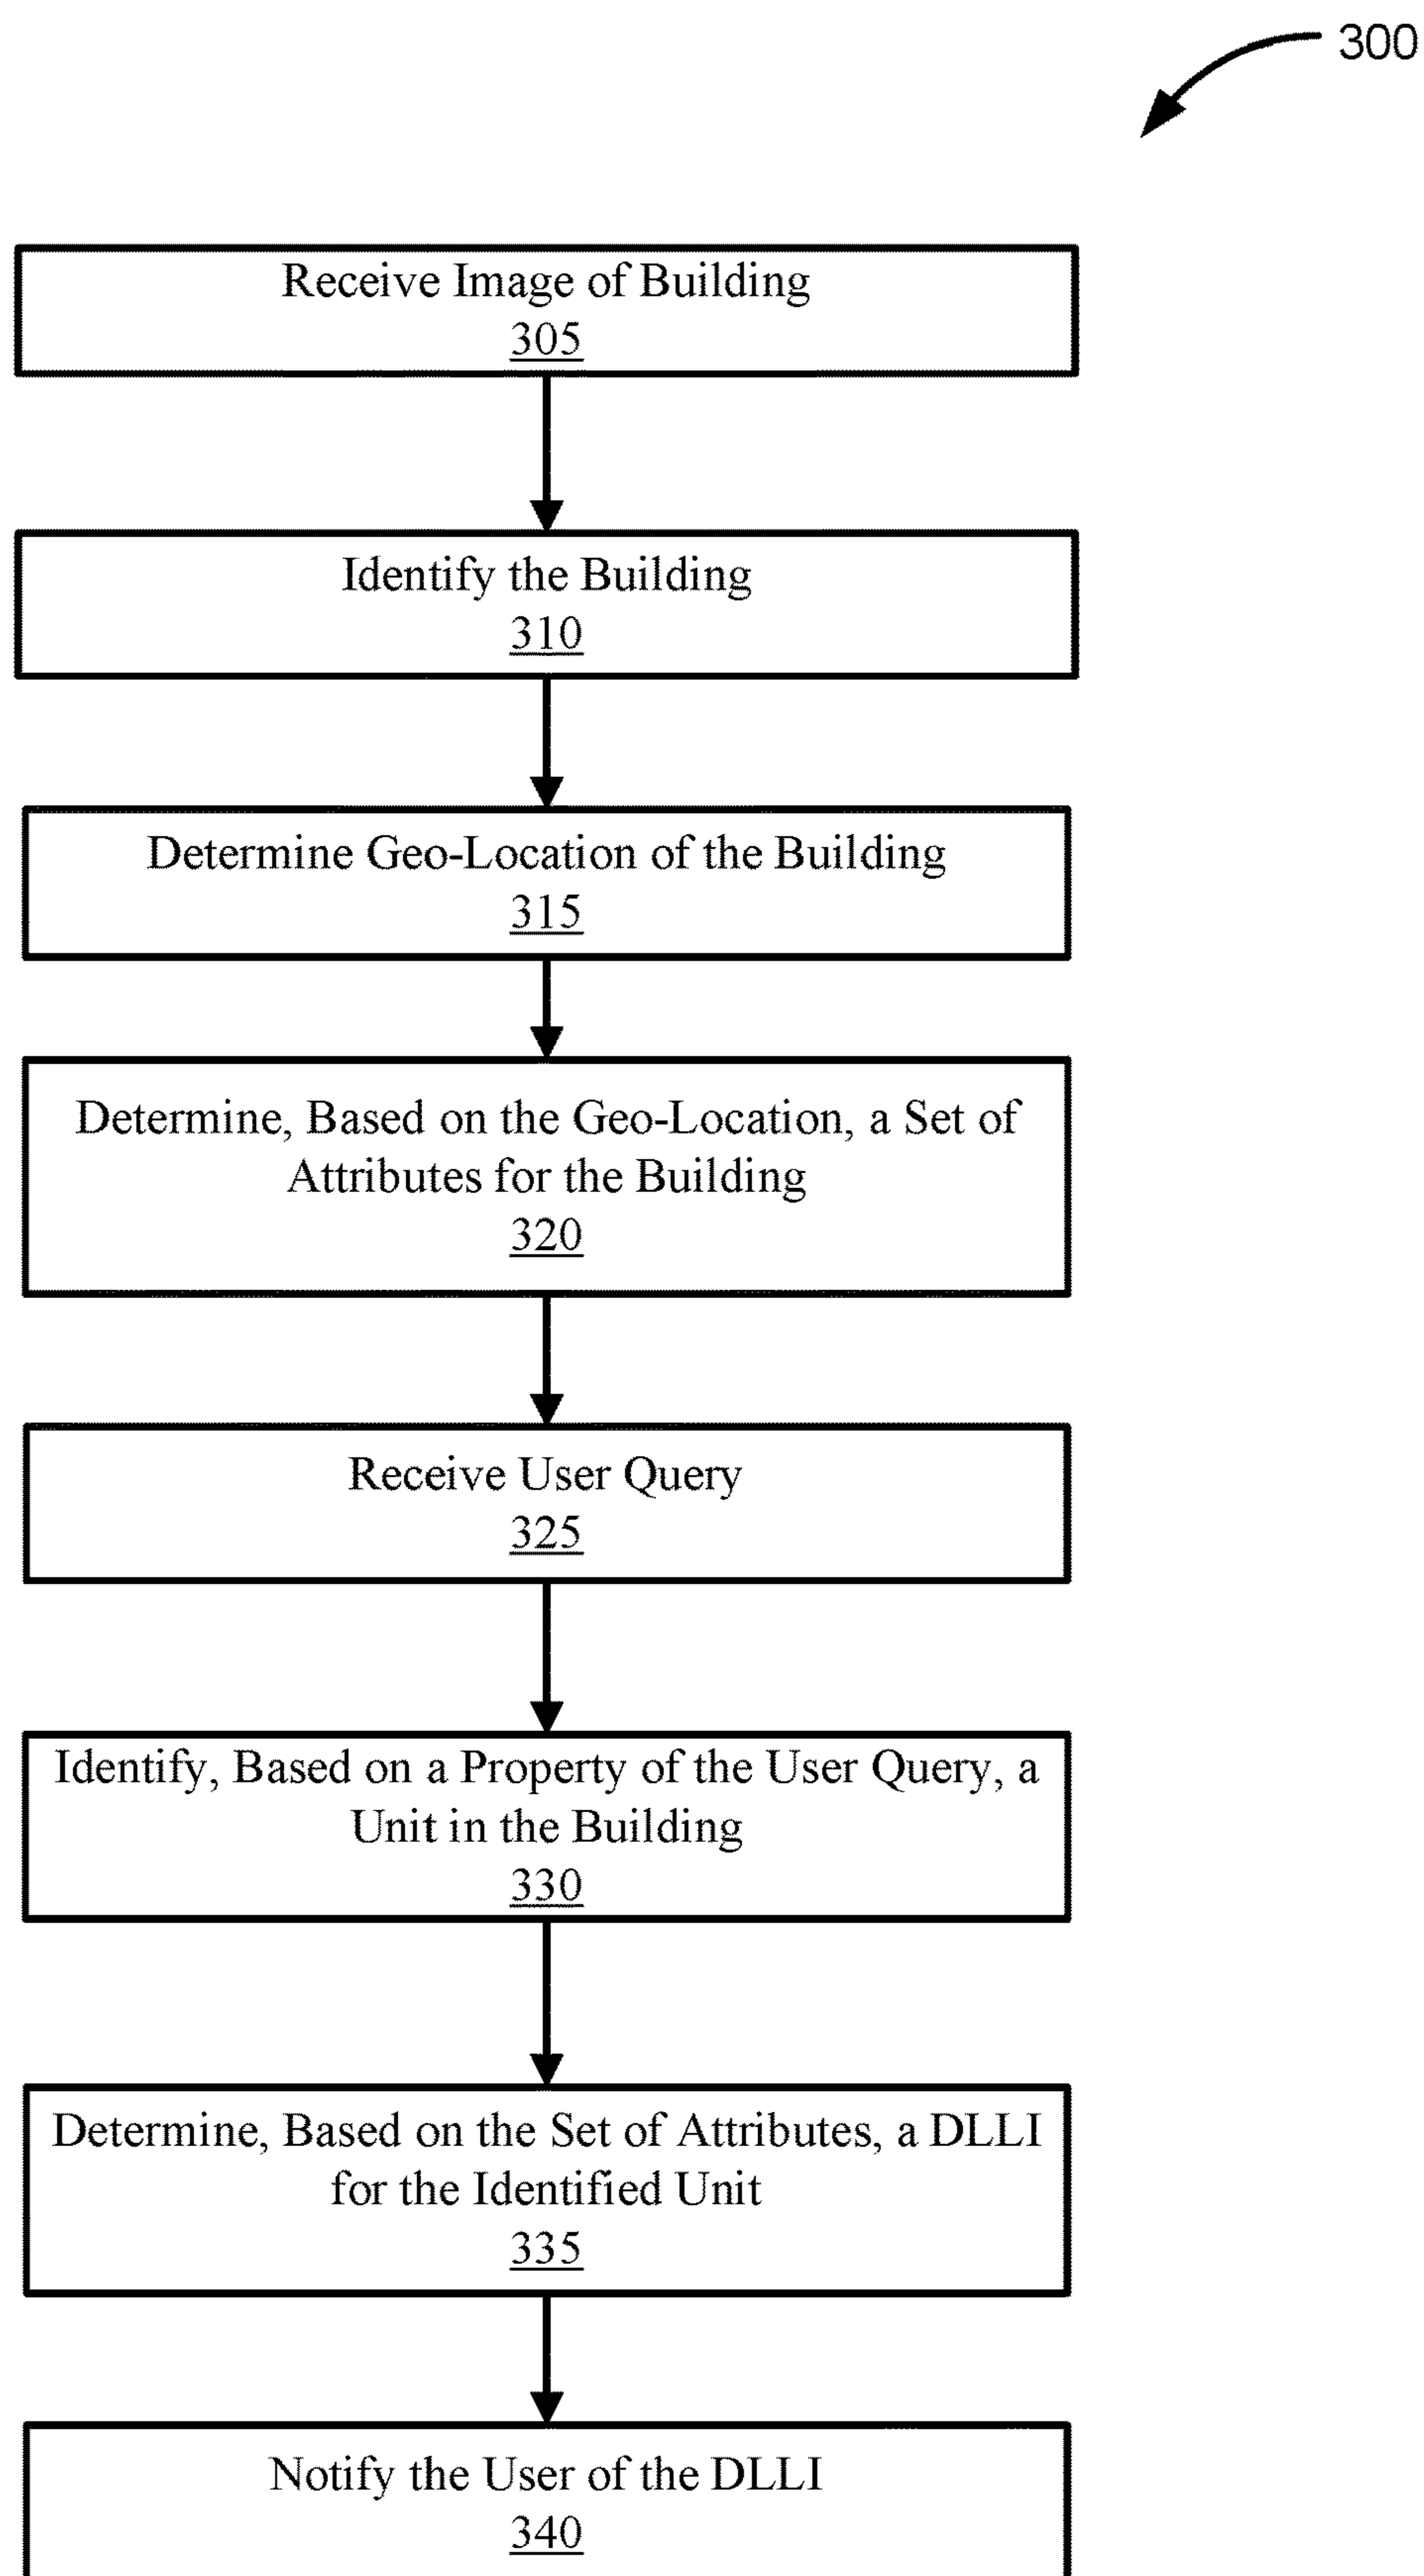 300
Receive Image of Building
305
Identify the Building
310
Determine Geo-Location of the Building
315
Determine, Based on the Geo-Location, a Set of
Attributes for the Building
320
Receive User Query
325
Identify, Based on a Property of the User Query, a
Unit in the Building
330
Determine, Based on the Set of Attributes, a DLLI
for the Identified Unit
335
Notify the User of the DLLI
340